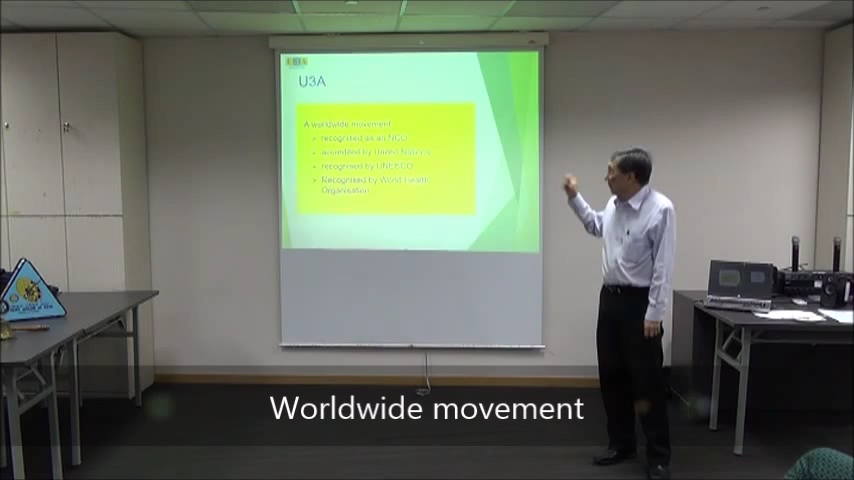 U3A
U3A
A worldwide movement
recognised as an NGO
accredited by United Nations
recognised by UNESCO
Recognised by World Health
Organisation
Worldwide movement